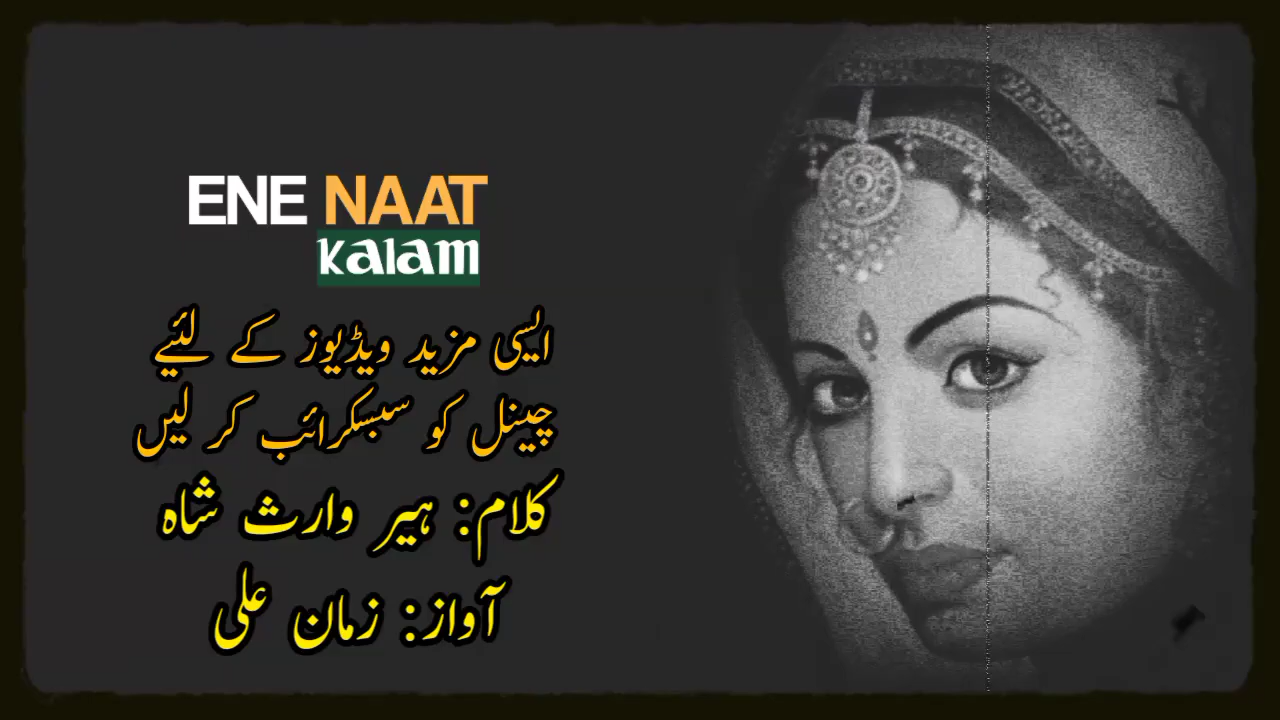 ENE NAAT
kalam
ایسی مزید ویڈیوز کے لئیے
چینل کو سبسکرائب کر لیں
کلام: ہیر وارث شاہ
آواز: زمان علی